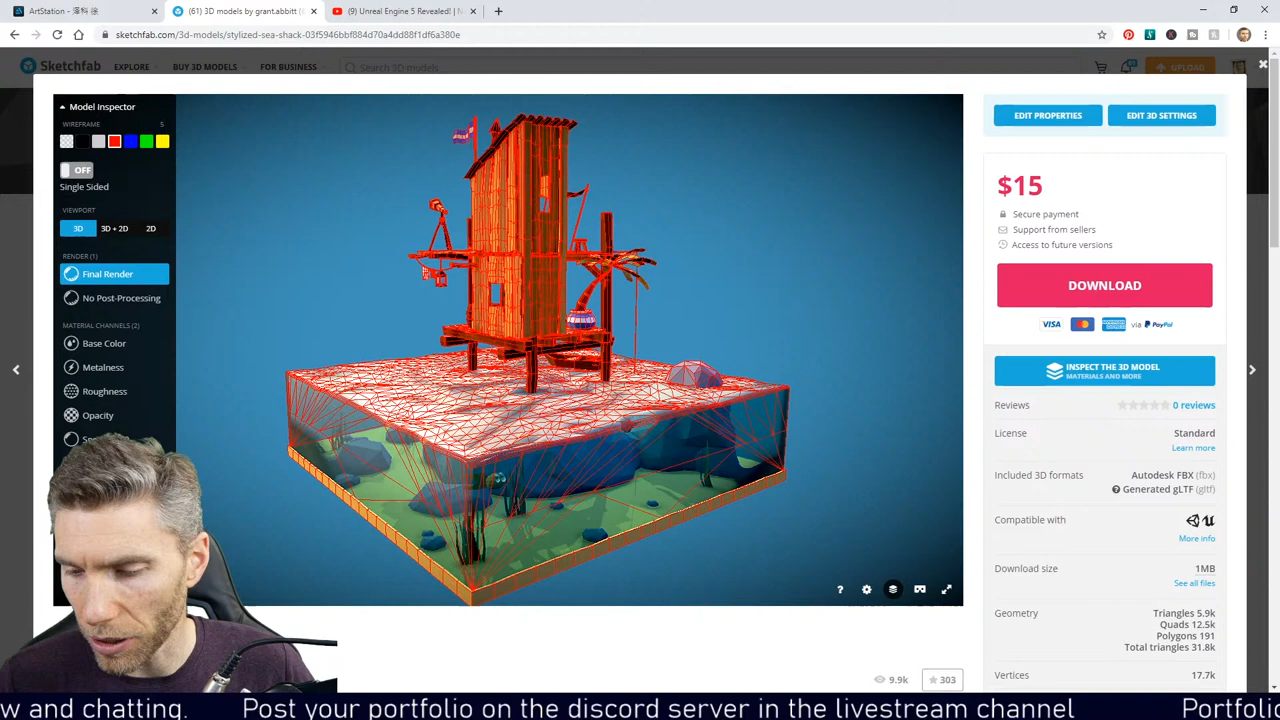 ArtStation - 澤科 徐
(61) 3D models by grant.abbitt (
(9) Unreal Engine 5 Revealed! | N
sketchfab.com/3d-models/stylized-sea-shack-03f5946bbf884d70a4dd88f1df6a380e
Sketchfab
EXPLORE
BUY 3D MODELS
FOR BUSINESS
Search 3D models
UPLOAD
Model Inspector
WIREFRAME 5
OFF
Single Sided
VIEWPORT
3D 3D + 2D 2D
RENDER (1)
Final Render
No Post-Processing
MATERIAL CHANNELS (2)
Base Color
Metalness
Roughness
Opacity
EDIT PROPERTIES
EDIT 3D SETTINGS
$15
Secure payment
Support from sellers
Access to future versions
DOWNLOAD
VISA via PayPal
INSPECT THE 3D MODEL
MATERIALS AND MORE
Reviews 0 reviews
License Standard
Learn more
Included 3D formats Autodesk FBX (fbx)
Generated glTF (gltf)
Compatible with
More info
Download size 1MB
See all files
Geometry Triangles 5.9k
Quads 12.5k
Polygons 191
Total triangles 31.8k
Vertices 17.7k
9.9k
303
w and chatting. Post your portfolio on the discord server in the livestream channel Portfolio